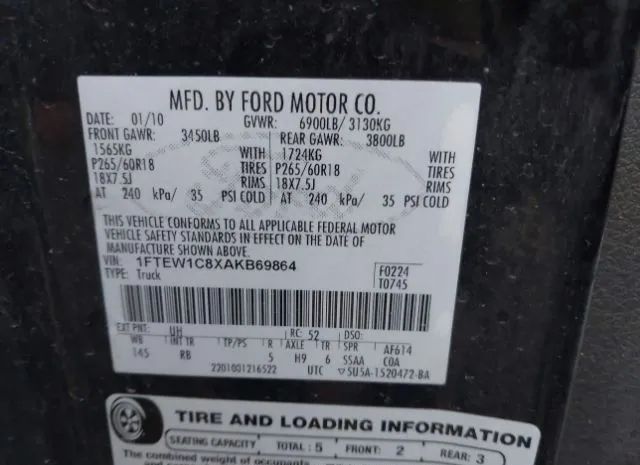 MFD. BY FORD MOTOR CO.
DATE: 01/10 GVWR: 6900LB/ 3130KG
FRONT GAWR: 3450LB REAR GAWR: 3800LB
1565KG WITH 1724KG WITH
P265/60R18 TIRES P265/60R18 TIRES
18X7.5J RIMS 18X7.5J RIMS
AT 240 kPa/ 35 PSI COLD AT 240 kPa/ 35 PSI COLD
THIS VEHICLE CONFORMS TO ALL APPLICABLE FEDERAL MOTOR
VEHICLE SAFETY STANDARDS IN EFFECT ON THE DATE OF
MANUFACTURE SHOWN ABOVE.
VIN: 1FTEW1C8XAKB69864 F0224
TYPE: Truck T0745
EXT PNT: UH RC: 52 DSO:
WB INT TR TP/PS R AXLE TR SPR AF614
145 RB 5 H9 6 SSAA C0A
2201001216522 UTC ▽5U5A-1520472-BA
TIRE AND LOADING INFORMATION
SEATING CAPACITY TOTAL: 5 FRONT: 2 REAR: 3
The combined weight of occupants